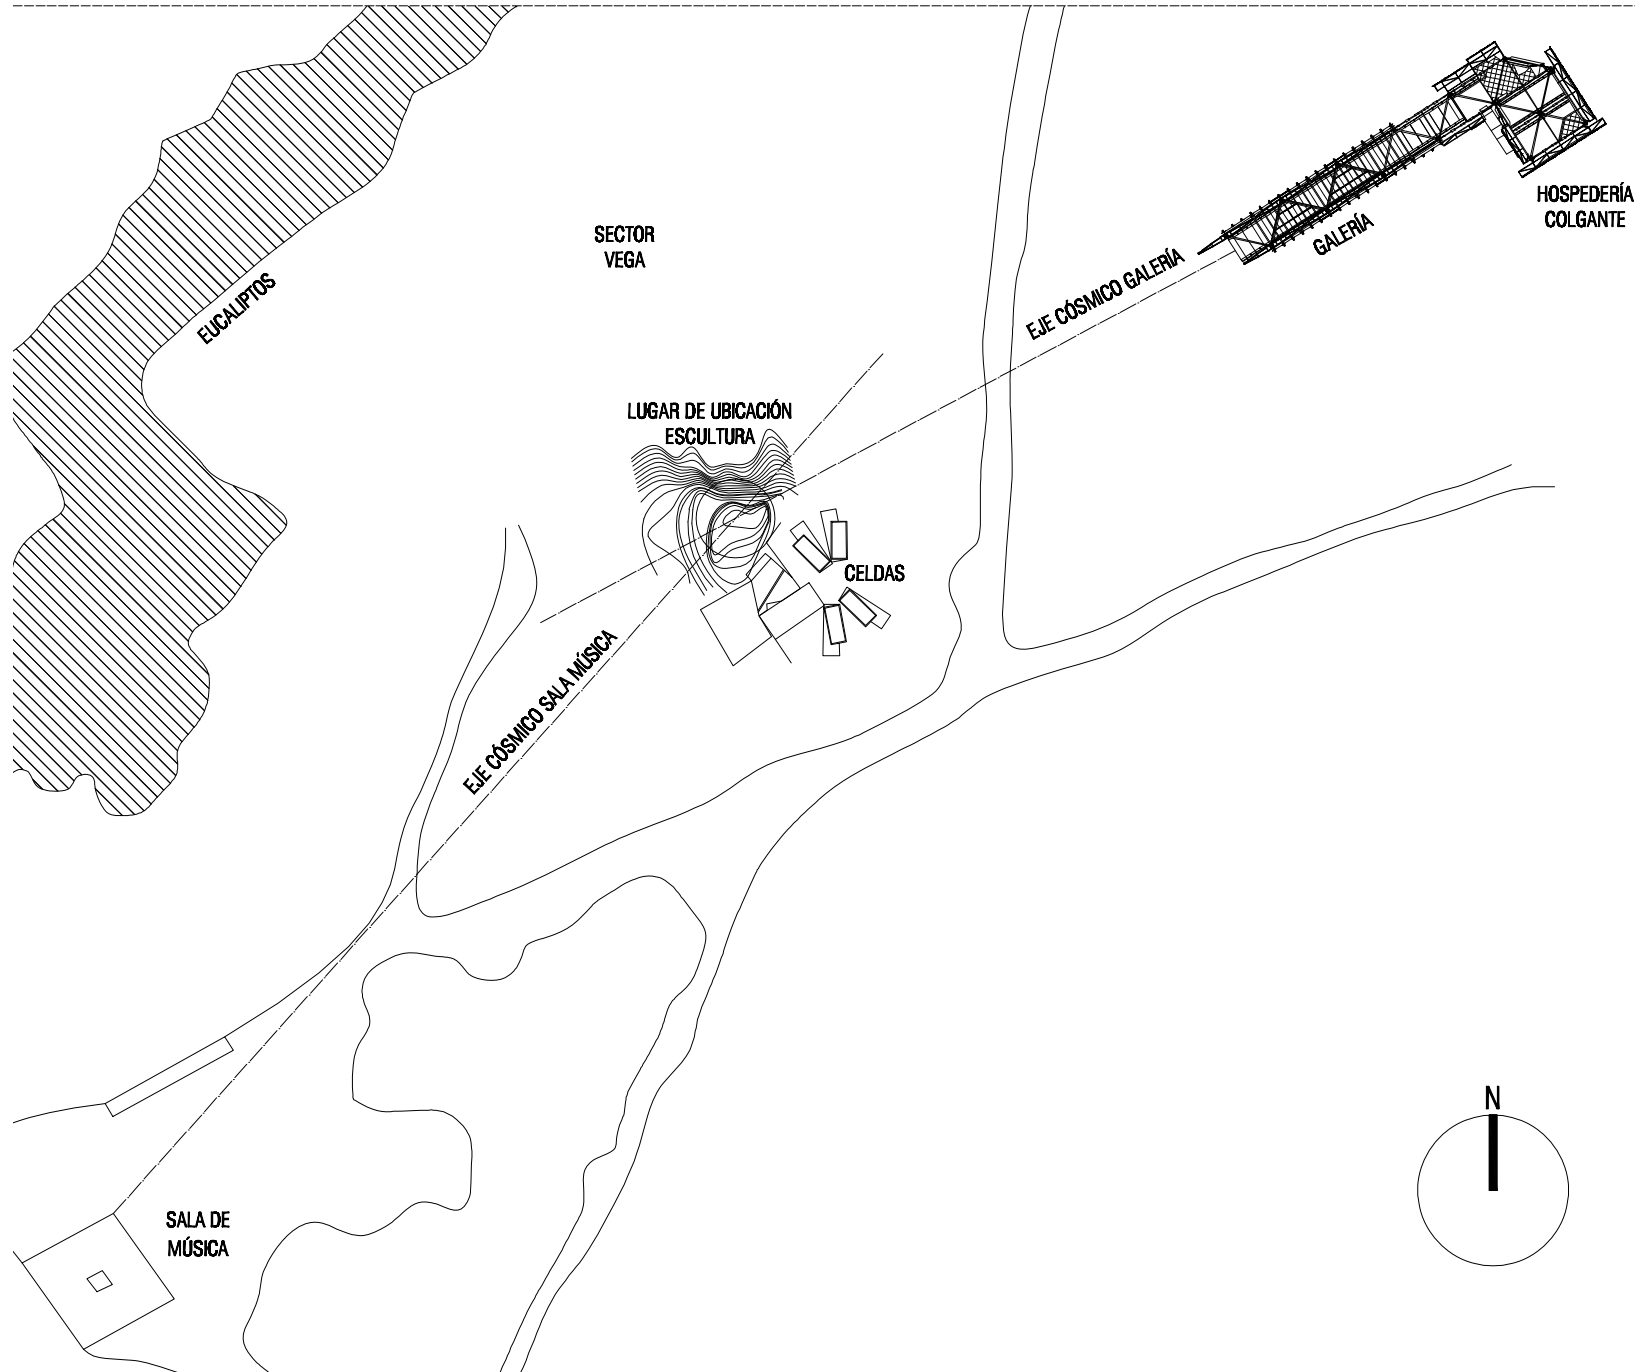 HOSPEDERÍA
COLGANTE
GALERÍA
SECTOR
VEGA
EJE CÓSMICO GALERÍA
EUCALIPTOS
LUGAR DE UBICACIÓN
ESCULTURA
CELDAS
EJE CÓSMICO SALA MÚSICA
N
SALA DE
MÚSICA